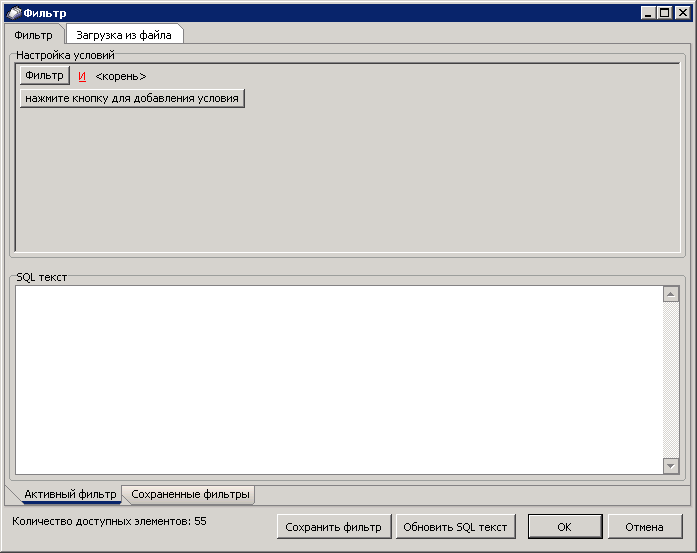 Фильтр
Фильтр Загрузка из файла
Настройка условий
Фильтр И <корень>
нажмите кнопку для добавления условия
SQL текст
Активный фильтр Сохраненные фильтры
Количество доступных элементов: 55
Сохранить фильтр Обновить SQL текст OK Отмена